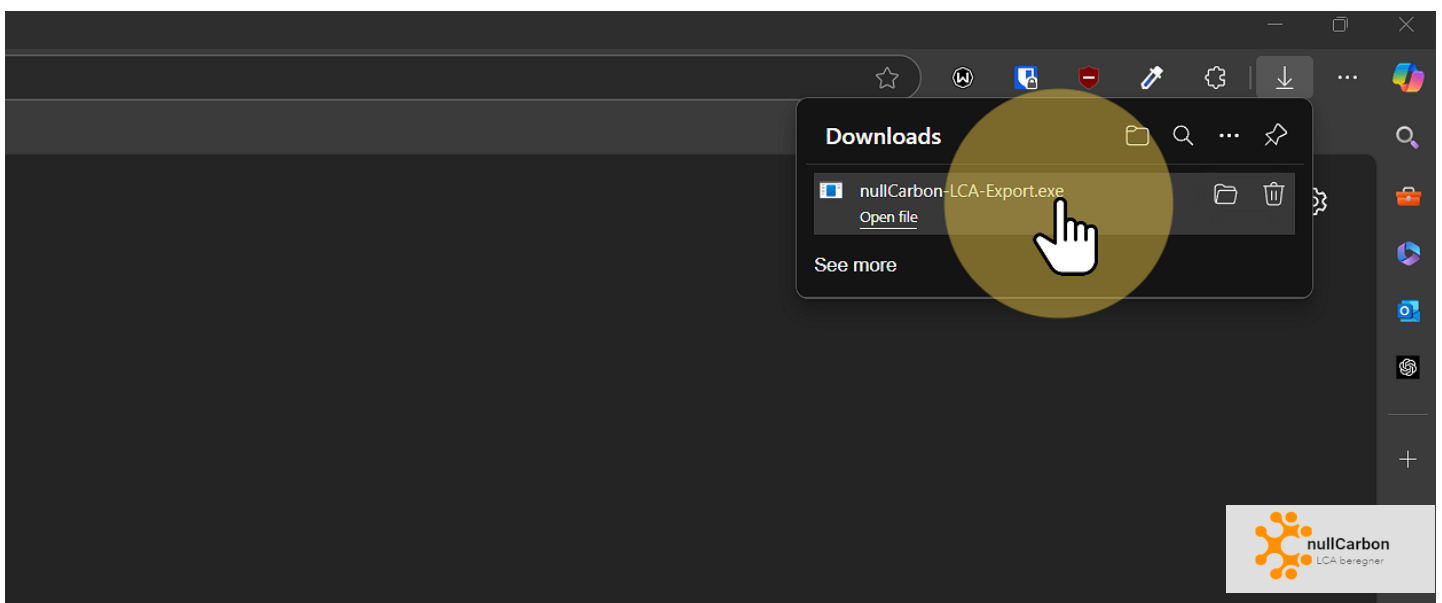 Downloads
nullCarbon-LCA-Export.exe
Open file
See more
nullCarbon
LCA beregner